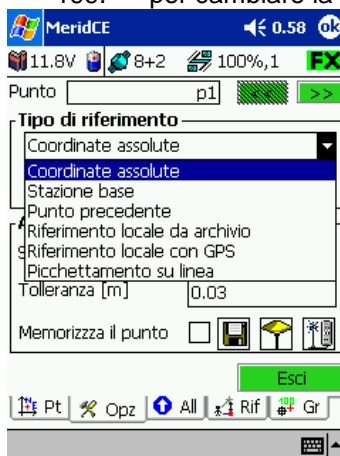 per cambiare la
MeridCE 0.58 ok
11.8V 8+2 100%,1 FX
Punto p1 << >>
Tipo di riferimento
Coordinate assolute
Coordinate assolute
Stazione base
Punto precedente
Riferimento locale da archivio
Riferimento locale con GPS
Picchettamento su linea
Tolleranza [m] 0.03
Memorizzza il punto
Esci
Pt Opz All Rif Gr